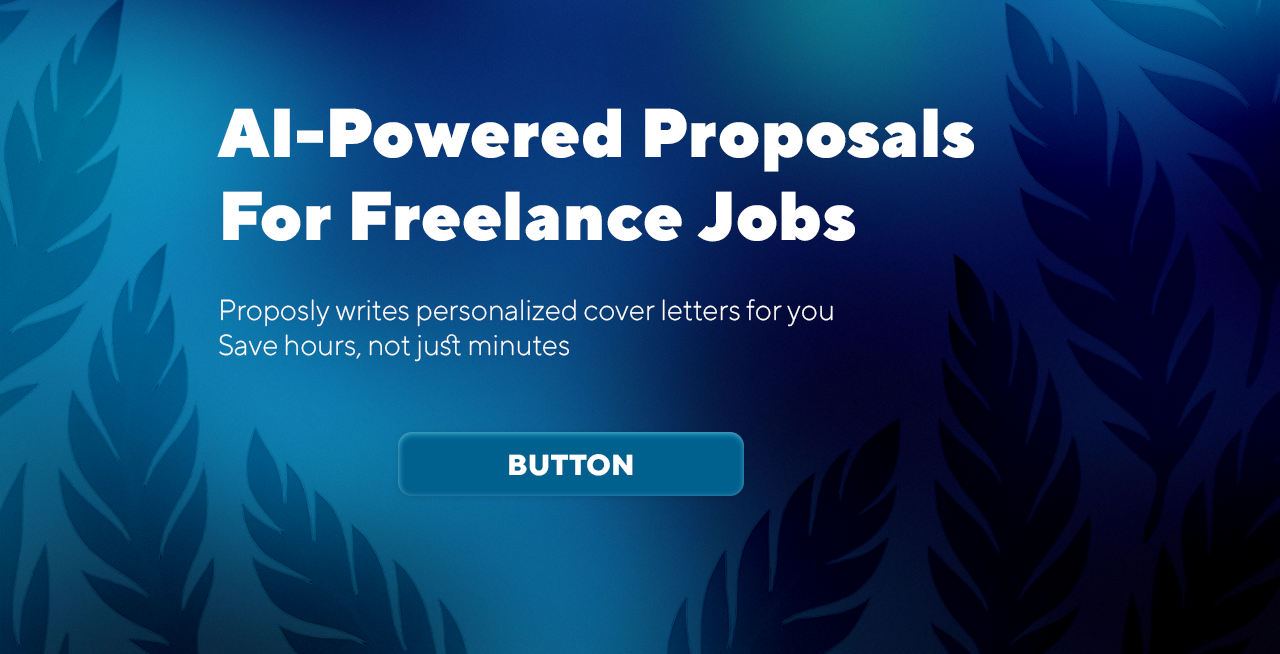 AI-Powered Proposals
For Freelance Jobs
Proposly writes personalized cover letters for you
Save hours, not just minutes
BUTTON